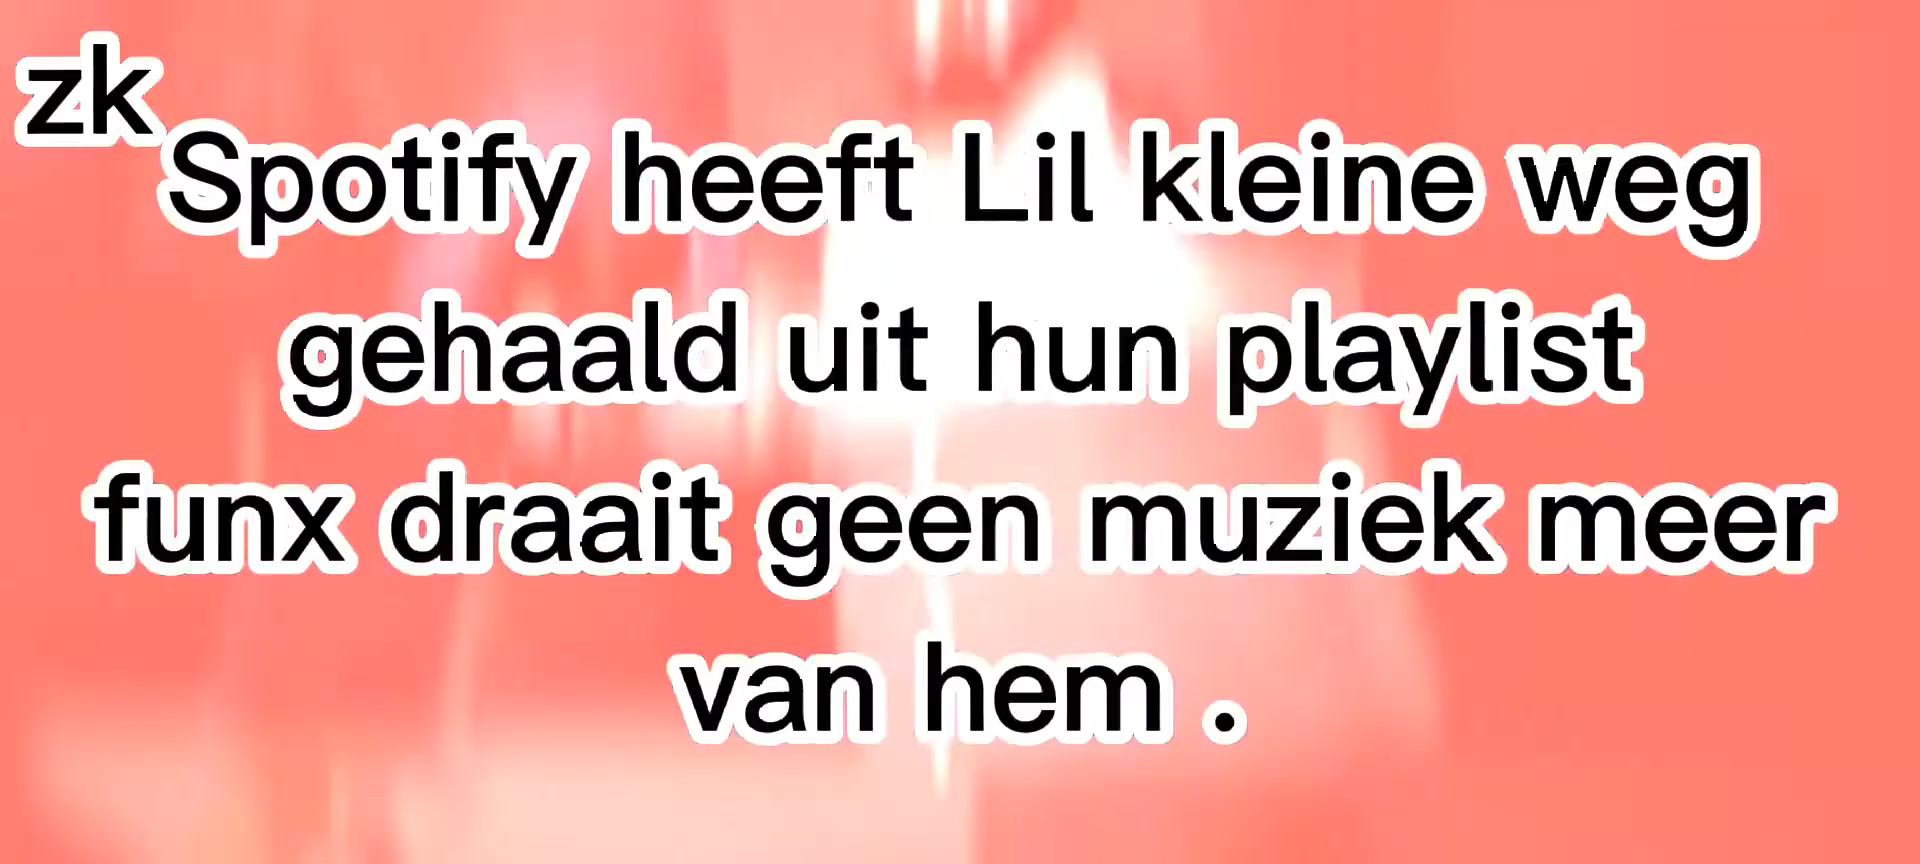 zk
Spotify heeft Lil kleine weg
gehaald uit hun playlist
funx draait geen muziek meer
van hem .